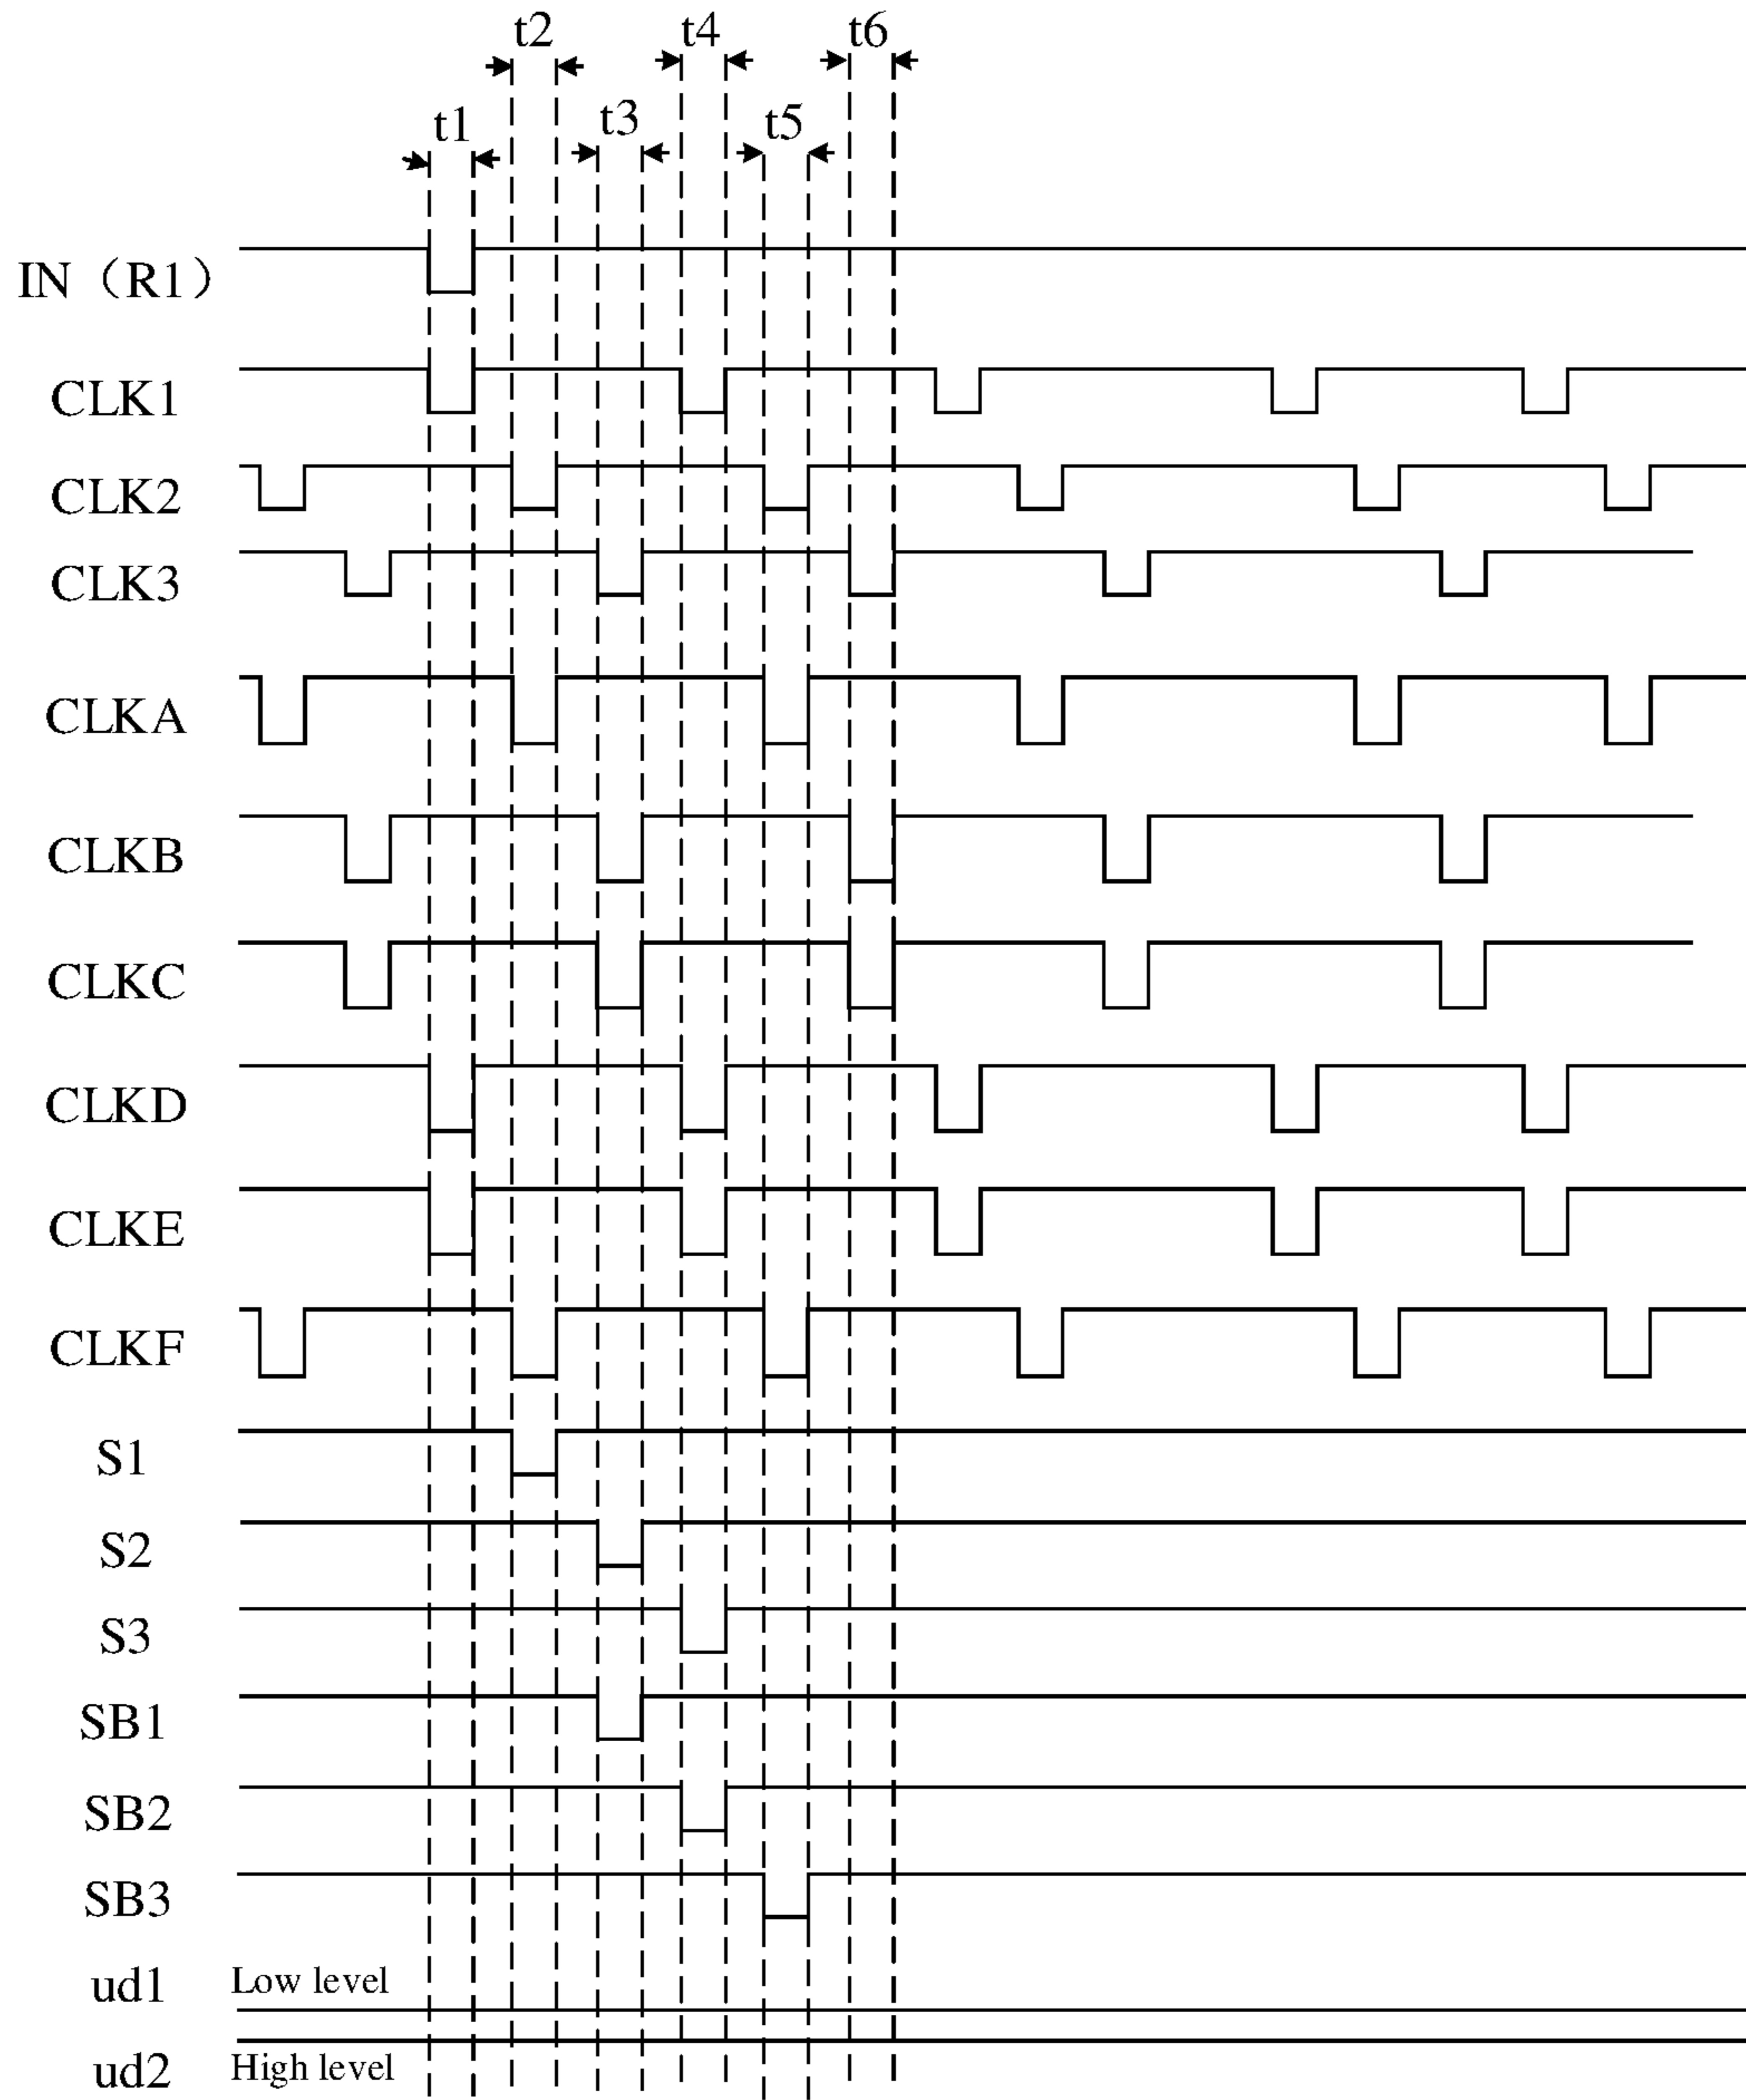 t2 t4 t6
t1 t3 t5
IN（R1）
CLK1
CLK2
CLK3
CLKA
CLKB
CLKC
CLKD
CLKE
CLKF
S1
S2
S3
SB1
SB2
SB3
ud1 Low level
ud2 High level